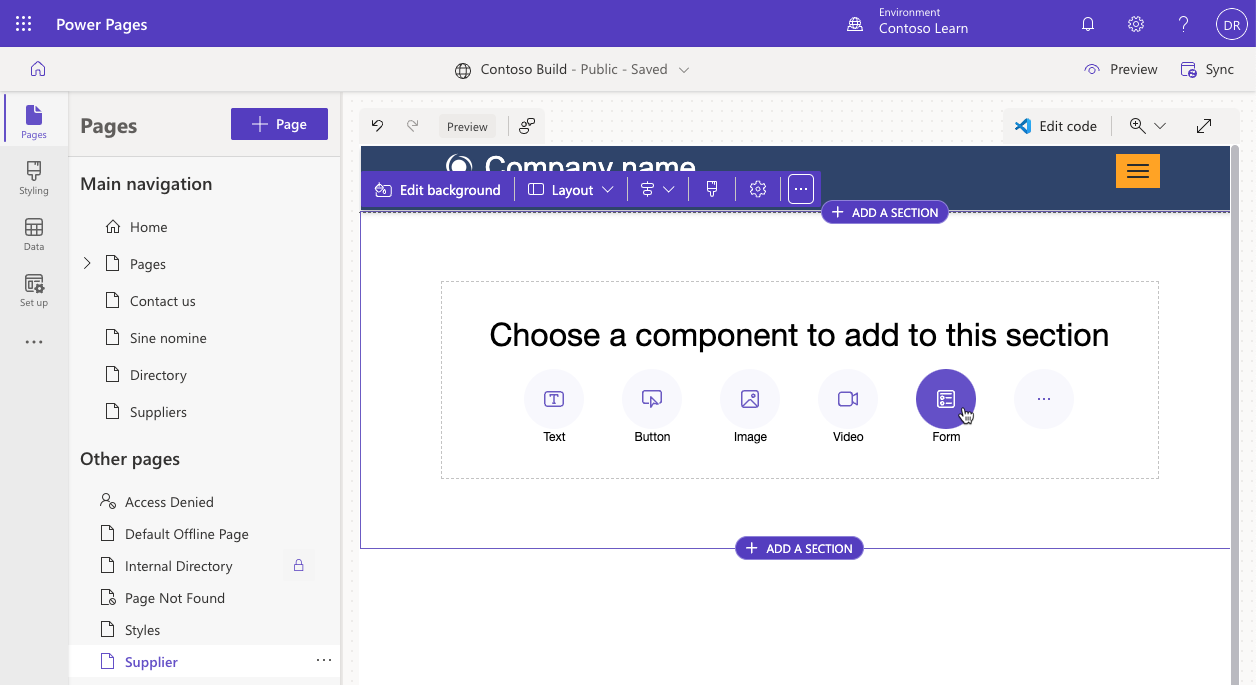 Power Pages
Environment
Contoso Learn
DR
Contoso Build - Public - Saved
Preview
Sync
Pages
Styling
Data
Set up
Pages
Page
Main navigation
Home
Pages
Contact us
Sine nomine
Directory
Suppliers
Other pages
Access Denied
Default Offline Page
Internal Directory
Page Not Found
Styles
Supplier
Preview
Edit code
Company name
Edit background
Layout
ADD A SECTION
Choose a component to add to this section
Text
Button
Image
Video
Form
ADD A SECTION